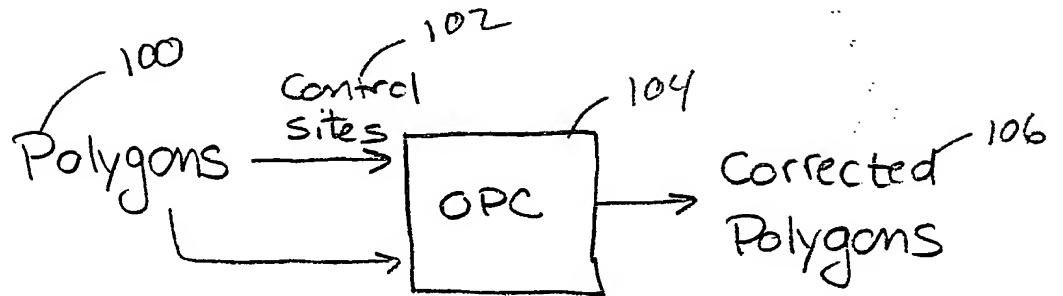 100
102
Control
sites
104
Polygons
OPC
Corrected
Polygons
106